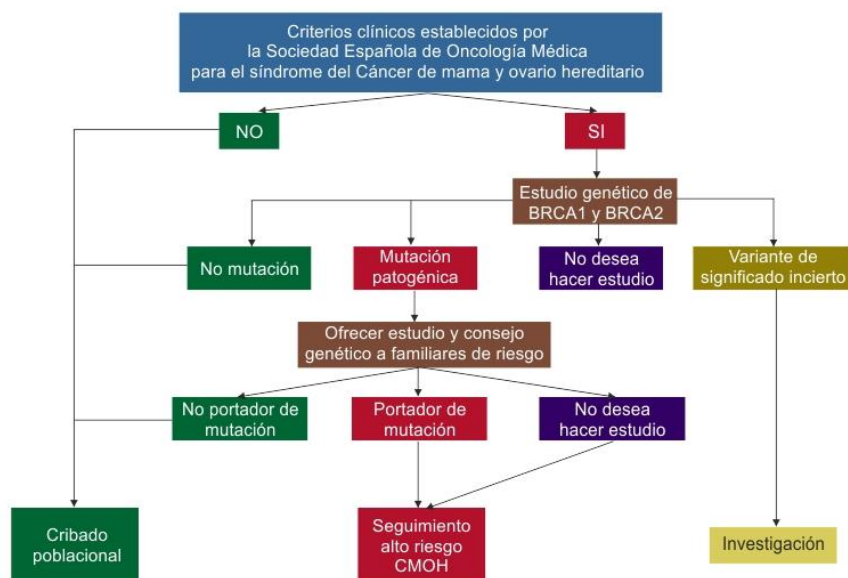 Criterios clínicos establecidos por
la Sociedad Española de Oncología Médica
para el síndrome del Cáncer de mama y ovario hereditario
NO
SI
Estudio genético de
BRCA1 y BRCA2
No mutación
Mutación
patogénica
No desea
hacer estudio
Variante de
significado incierto
Ofrecer estudio y consejo
genético a familiares de riesgo
No portador de
mutación
Portador de
mutación
No desea
hacer estudio
Cribado
poblacional
Seguimiento
alto riesgo
CMOH
Investigación